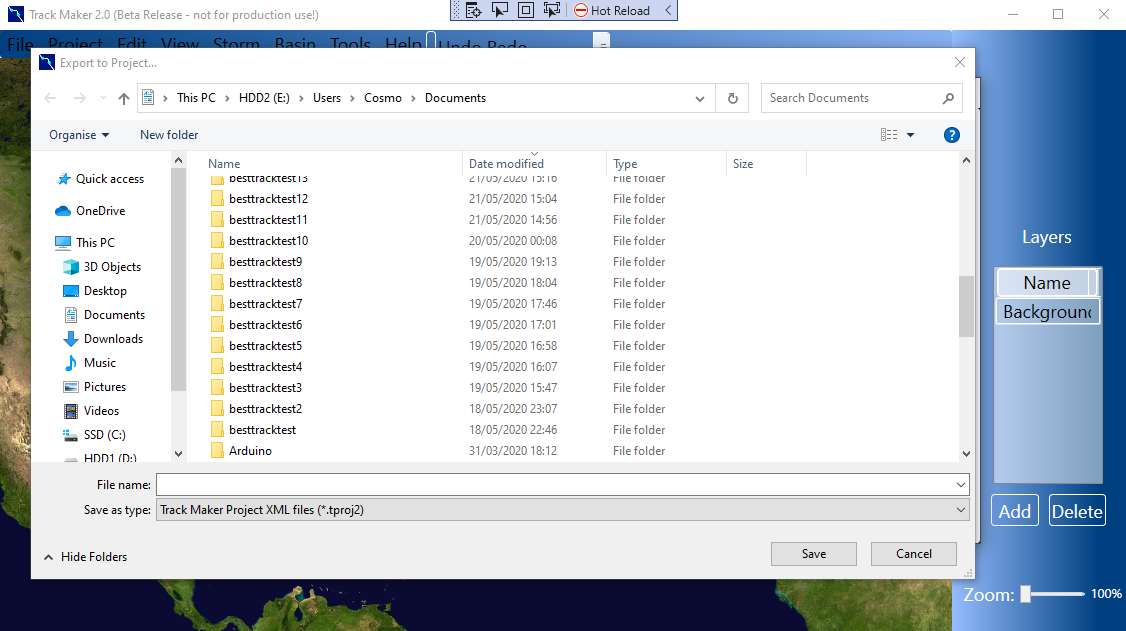 Track Maker 2.0 (Beta Release - not for production use!)
Hot Reload
File Project Edit View Storm Basin Tools Help Undo Redo
Export to Project...
This PC > HDD2 (E:) > Users > Cosmo > Documents
Search Documents
Organise
New folder
?
Name Date modified Type Size
Quick access
OneDrive
This PC
3D Objects
Desktop
Documents
Downloads
Music
Pictures
Videos
SSD (C:)
HDD1 (D:)
besttracktest13 21/05/2020 15:16 File folder
besttracktest12 21/05/2020 15:04 File folder
besttracktest11 21/05/2020 14:56 File folder
besttracktest10 20/05/2020 00:08 File folder
besttracktest9 19/05/2020 19:13 File folder
besttracktest8 19/05/2020 18:04 File folder
besttracktest7 19/05/2020 17:46 File folder
besttracktest6 19/05/2020 17:01 File folder
besttracktest5 19/05/2020 16:58 File folder
besttracktest4 19/05/2020 16:07 File folder
besttracktest3 19/05/2020 15:47 File folder
besttracktest2 18/05/2020 23:07 File folder
besttracktest 18/05/2020 22:46 File folder
Arduino 31/03/2020 18:12 File folder
File name:
Save as type: Track Maker Project XML files (*.tproj2)
Hide Folders
Save
Cancel
Layers
Name
Background
Add
Delete
Zoom:
100%